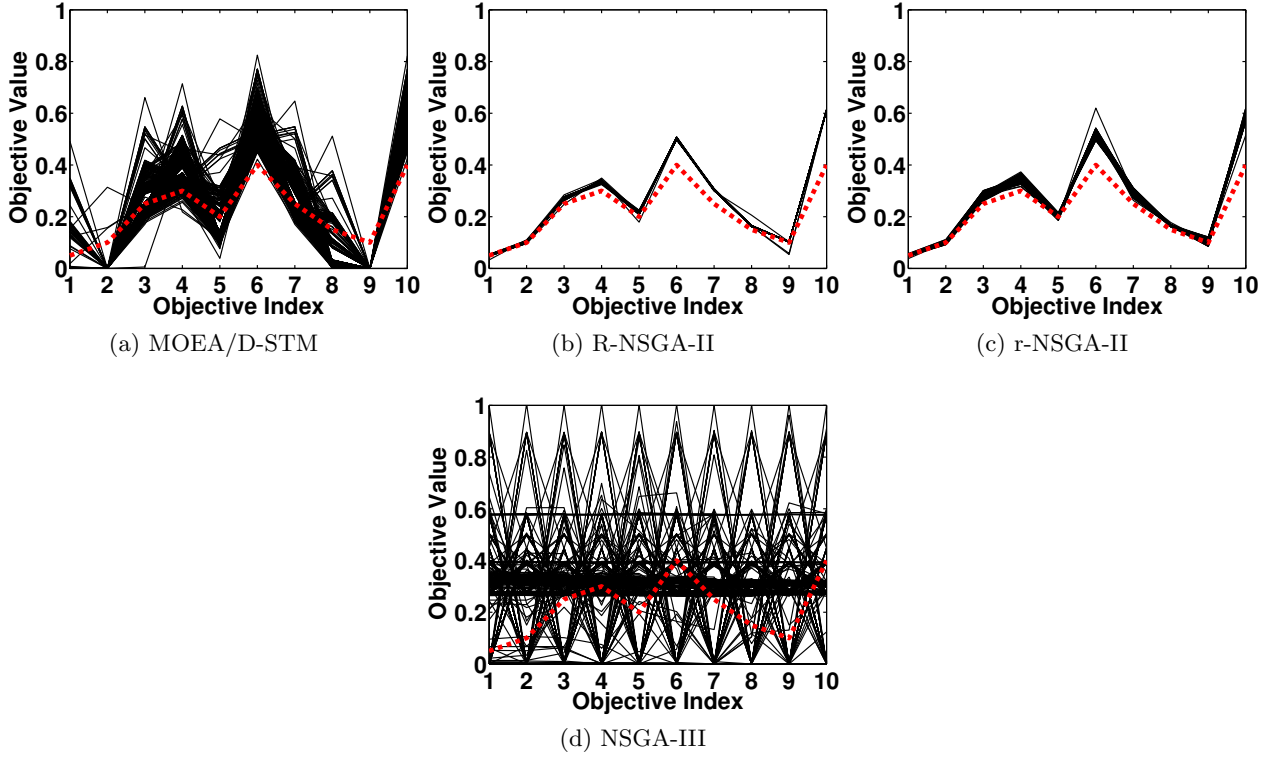 1
0.8
0.6
0.4
0.2
0
Objective Value
1 2 3 4 5 6 7 8 9 10
Objective Index
(a) MOEA/D-STM
1
0.8
0.6
0.4
0.2
0
Objective Value
1 2 3 4 5 6 7 8 9 10
Objective Index
(b) R-NSGA-II
1
0.8
0.6
0.4
0.2
0
Objective Value
1 2 3 4 5 6 7 8 9 10
Objective Index
(c) r-NSGA-II
1
0.8
0.6
0.4
0.2
0
Objective Value
1 2 3 4 5 6 7 8 9 10
Objective Index
(d) NSGA-III